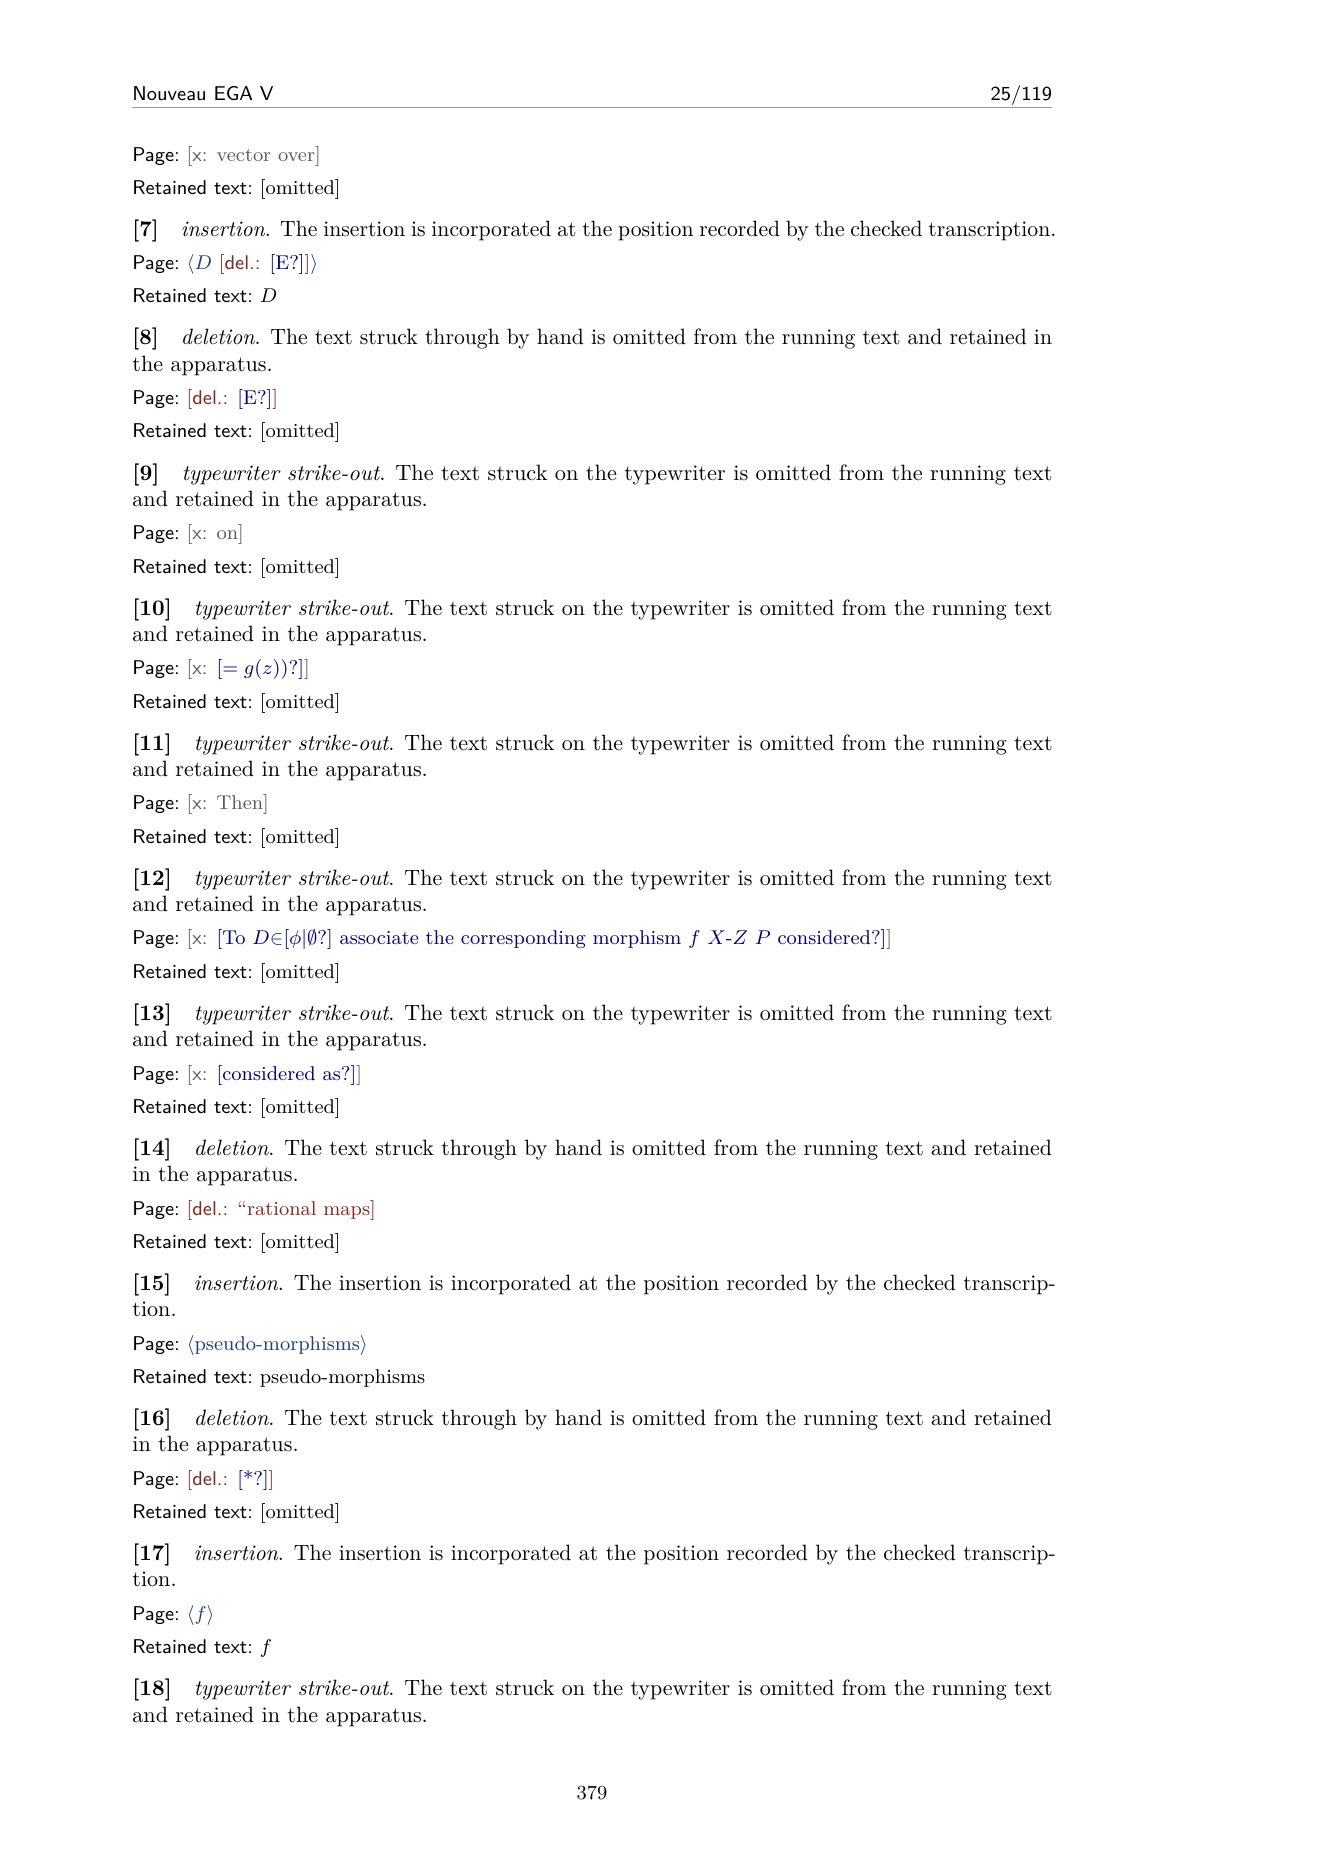 Nouveau EGA V 25/119
Page: [x: vector over]
Retained text: [omitted]
[7] insertion. The insertion is incorporated at the position recorded by the checked transcription.
Page: ⟨D [del.: [E?]]⟩
Retained text: D
[8] deletion. The text struck through by hand is omitted from the running text and retained in
the apparatus.
Page: [del.: [E?]]
Retained text: [omitted]
[9] typewriter strike-out. The text struck on the typewriter is omitted from the running text
and retained in the apparatus.
Page: [x: on]
Retained text: [omitted]
[10] typewriter strike-out. The text struck on the typewriter is omitted from the running text
and retained in the apparatus.
Page: [x: [= g(z))?]]
Retained text: [omitted]
[11] typewriter strike-out. The text struck on the typewriter is omitted from the running text
and retained in the apparatus.
Page: [x: Then]
Retained text: [omitted]
[12] typewriter strike-out. The text struck on the typewriter is omitted from the running text
and retained in the apparatus.
Page: [x: [To D∈[ϕ|∅?] associate the corresponding morphism f X-Z P considered?]]
Retained text: [omitted]
[13] typewriter strike-out. The text struck on the typewriter is omitted from the running text
and retained in the apparatus.
Page: [x: [considered as?]]
Retained text: [omitted]
[14] deletion. The text struck through by hand is omitted from the running text and retained
in the apparatus.
Page: [del.: “rational maps]
Retained text: [omitted]
[15] insertion. The insertion is incorporated at the position recorded by the checked transcrip-
tion.
Page: ⟨pseudo-morphisms⟩
Retained text: pseudo-morphisms
[16] deletion. The text struck through by hand is omitted from the running text and retained
in the apparatus.
Page: [del.: [*?]]
Retained text: [omitted]
[17] insertion. The insertion is incorporated at the position recorded by the checked transcrip-
tion.
Page: ⟨f⟩
Retained text: f
[18] typewriter strike-out. The text struck on the typewriter is omitted from the running text
and retained in the apparatus.
379